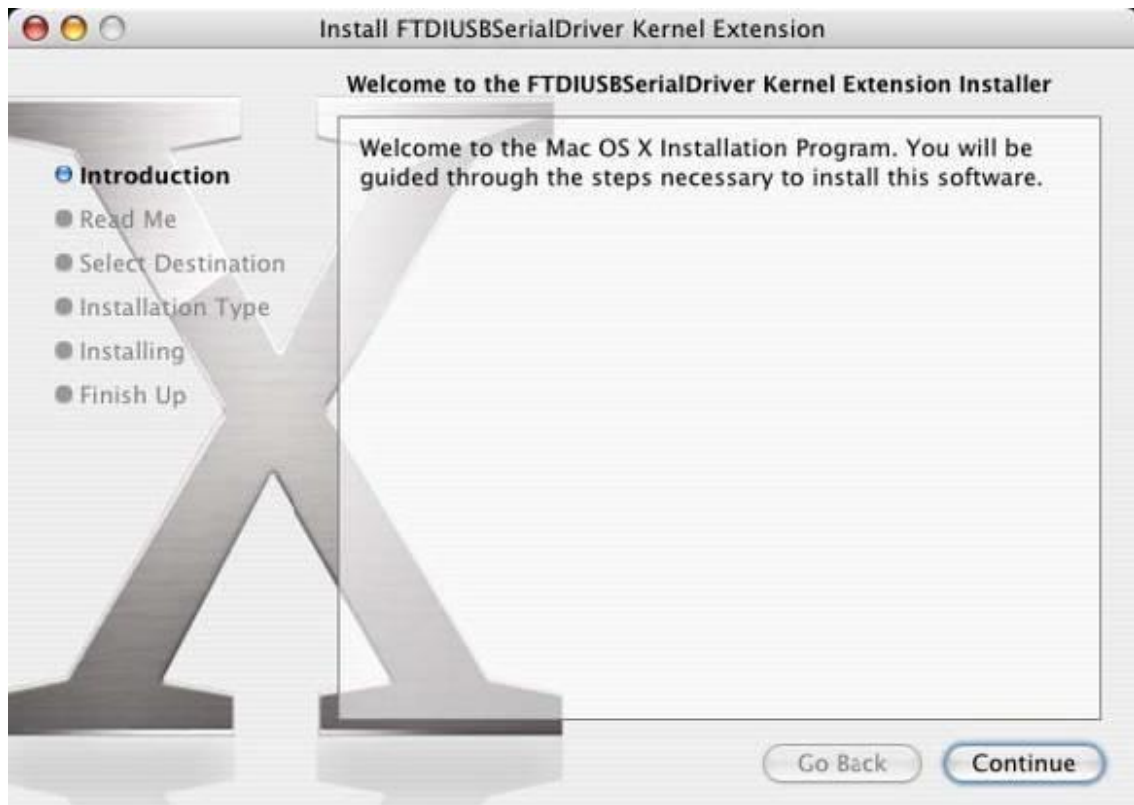 Install FTDIUSBSerialDriver Kernel Extension
Welcome to the FTDIUSBSerialDriver Kernel Extension Installer
Introduction
Read Me
Select Destination
Installation Type
Installing
Finish Up
Welcome to the Mac OS X Installation Program. You will be
guided through the steps necessary to install this software.
Go Back
Continue